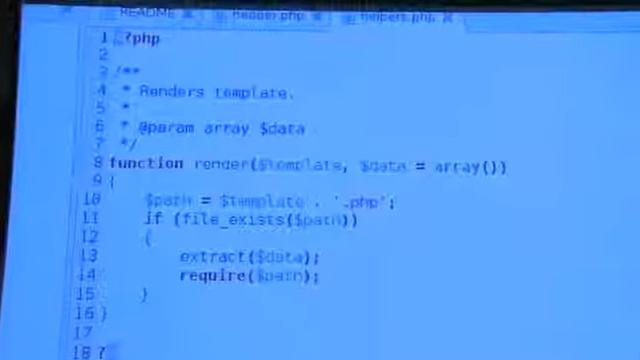 README helpers.php
1 <?php
2
3 /**
4 * Renders template.
5 *
6 * @param array $data
7 */
8 function render($template, $data = array())
9 {
10 $path = $template . '.php';
11 if (file_exists($path))
12 {
13 extract($data);
14 require($path);
15 }
16 }
17
18 ?